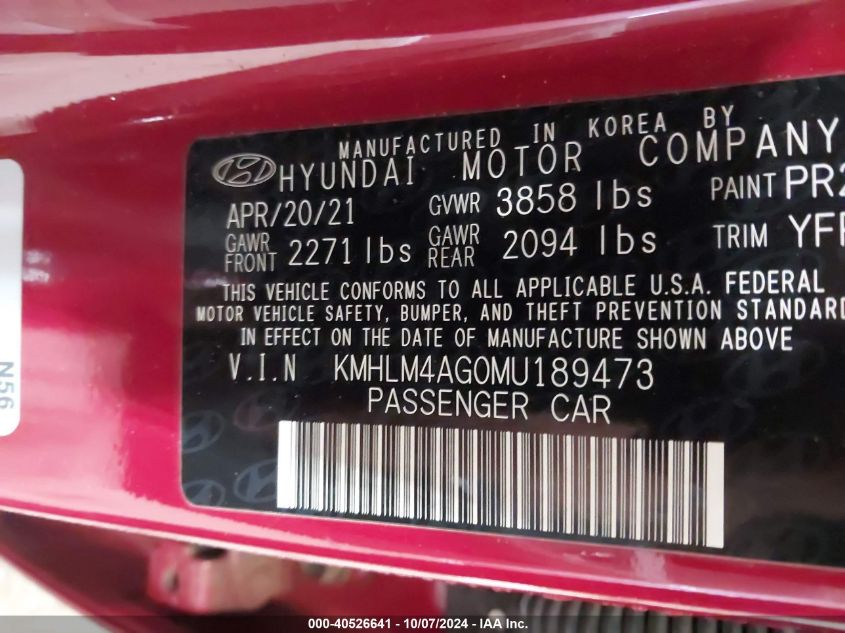 MANUFACTURED IN KOREA BY
HYUNDAI MOTOR COMPANY
APR/20/21 GVWR 3858 lbs PAINT PR2
GAWR FRONT 2271 lbs GAWR REAR 2094 lbs TRIM YF
THIS VEHICLE CONFORMS TO ALL APPLICABLE U.S.A. FEDERAL
MOTOR VEHICLE SAFETY, BUMPER, AND THEFT PREVENTION STANDARD
IN EFFECT ON THE DATE OF MANUFACTURE SHOWN ABOVE
V.I.N KMHLM4AG0MU189473
PASSENGER CAR
N56
000-40526641 - 10/07/2024 - IAA Inc.